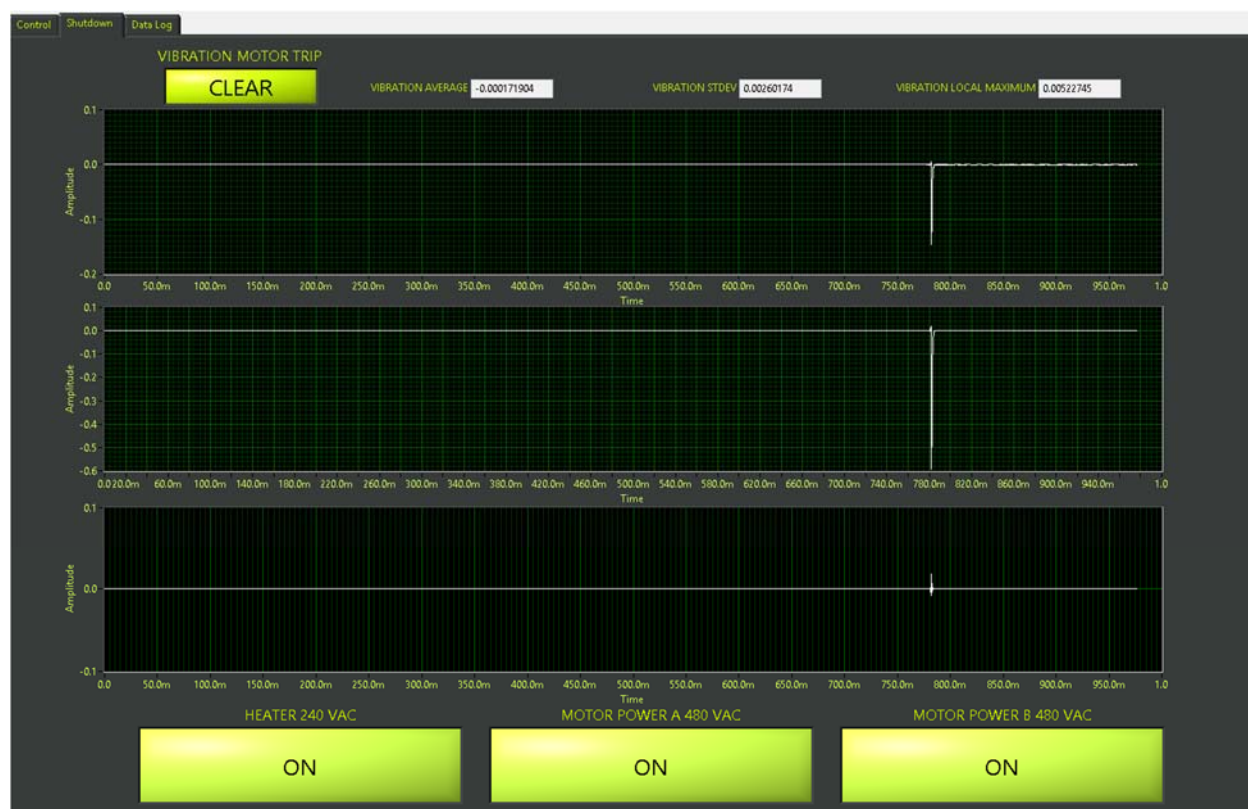 Control Shutdown Data Log
VIBRATION MOTOR TRIP
CLEAR
VIBRATION AVERAGE -0.000171904 VIBRATION STDEV 0.00260174 VIBRATION LOCAL MAXIMUM 0.00522745
0.1
0.0
-0.1
-0.2
Amplitude
0.0 50.0m 100.0m 150.0m 200.0m 250.0m 300.0m 350.0m 400.0m 450.0m 500.0m 550.0m 600.0m 650.0m 700.0m 750.0m 800.0m 850.0m 900.0m 950.0m 1.0
Time
0.1
0.0
-0.1
-0.2
-0.3
-0.4
-0.5
-0.6
Amplitude
0.0 20.0m 60.0m 100.0m 140.0m 180.0m 220.0m 260.0m 300.0m 340.0m 380.0m 420.0m 460.0m 500.0m 540.0m 580.0m 620.0m 660.0m 700.0m 740.0m 780.0m 820.0m 860.0m 900.0m 940.0m 1.0
Time
0.1
0.0
-0.1
Amplitude
0.0 50.0m 100.0m 150.0m 200.0m 250.0m 300.0m 350.0m 400.0m 450.0m 500.0m 550.0m 600.0m 650.0m 700.0m 750.0m 800.0m 850.0m 900.0m 950.0m 1.0
Time
HEATER 240 VAC MOTOR POWER A 480 VAC MOTOR POWER B 480 VAC
ON ON ON